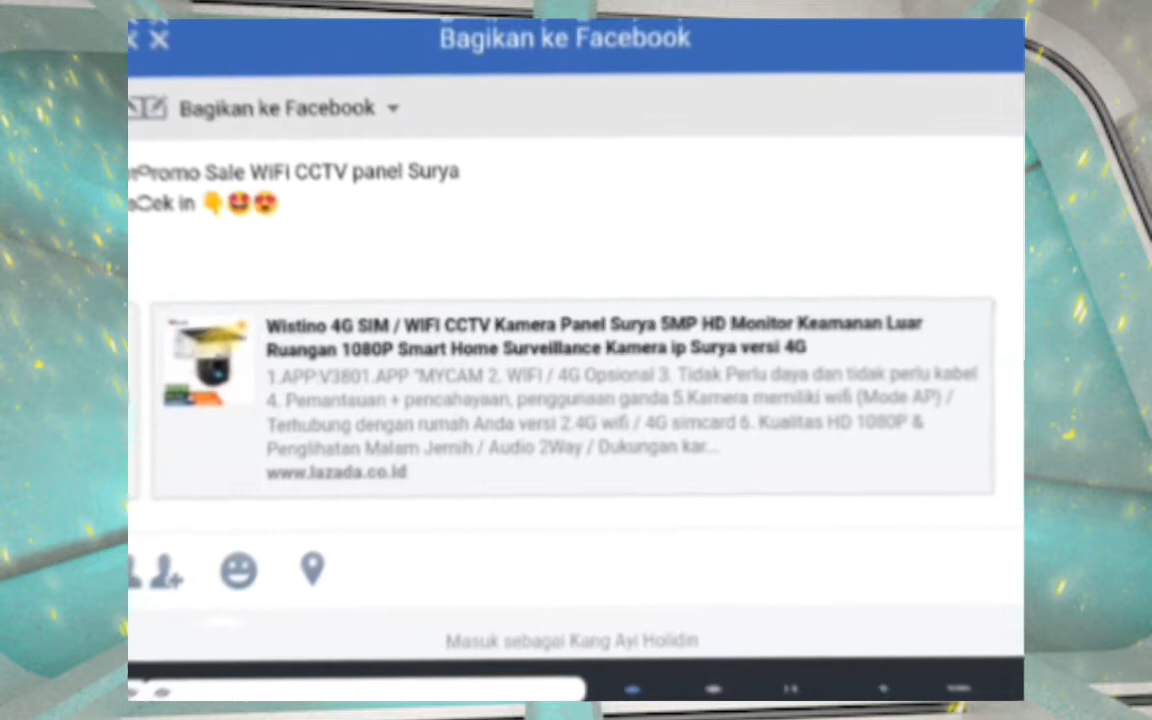 Bagikan ke Facebook
Bagikan ke Facebook
Promo Sale WiFI CCTV panel Surya
Cek in 👇🤩😍
Wistino 4G SIM / WIFI CCTV Kamera Panel Surya 5MP HD Monitor Keamanan Luar
Ruangan 1080P Smart Home Surveillance Kamera ip Surya versi 4G
1.APP:V3801.APP "MYCAM 2. WIFI / 4G Opsional 3. Tidak Perlu daya dan tidak perlu kabel
4. Pemantauan + pencahayaan, penggunaan ganda 5.Kamera memiliki wifi (Mode AP) /
Terhubung dengan rumah Anda versi 2.4G wifi / 4G simcard 6. Kualitas HD 1080P &
Penglihatan Malam Jernih / Audio 2Way / Dukungan kar...
www.lazada.co.id
Masuk sebagai Kang Ayi Holidin